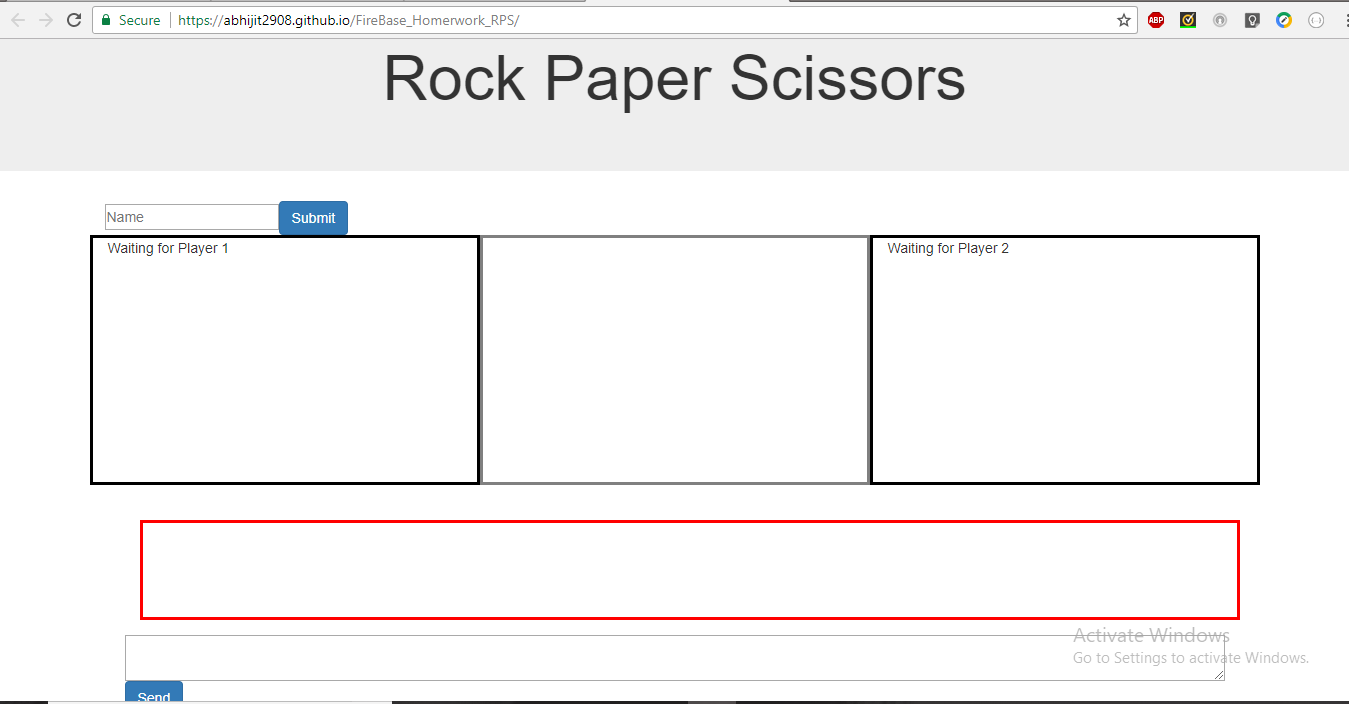 Secure
https://abhijit2908.github.io/FireBase_Homerwork_RPS/
ABP
Rock Paper Scissors
Name
Submit
Waiting for Player 1
Waiting for Player 2
Activate Windows
Go to Settings to activate Windows.
Send